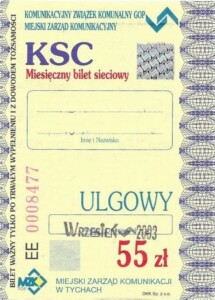 KOMUNIKACYJNY ZWIĄZEK KOMUNALNY GOP
MIEJSKI ZARZĄD KOMUNIKACYJNY
KSC
Miesięczny bilet sieciowy
Imię i Nazwisko
ULGOWY
WRZESIEŃ 2003
55 zł
MZK
MIEJSKI ZARZĄD KOMUNIKACJI
W TYCHACH
BILET WAŻNY TYLKO PO TRWAŁYM WYPEŁNIENIU I Z DOWODEM TOŻSAMOŚCI
EE 0008477